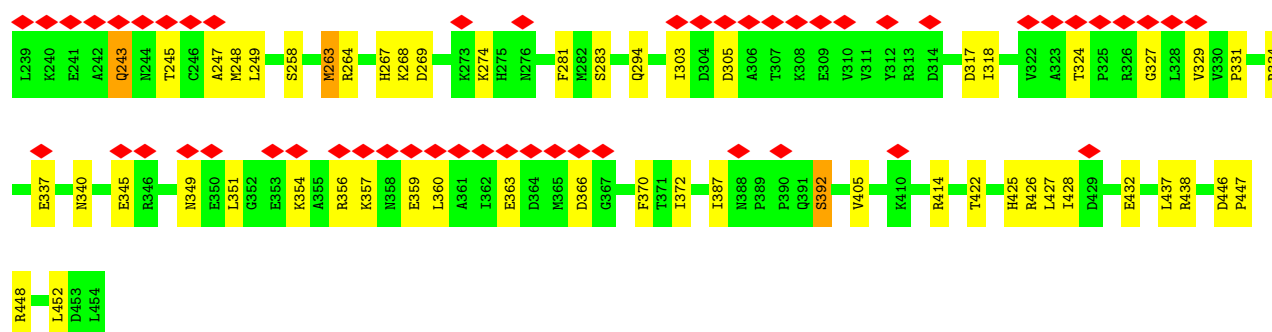 L239 K240 E241 A242 Q243 N244 T245 C246 A247 M248 L249 S258 M263 R264 H267 K268 D269 K273 K274 H275 N276 F281 M282 S283 Q294 I303 D304 D305 A306 T307 K308 E309 V310 V311 Y312 R313 D314 D317 I318 V322 A323 T324 P325 R326 G327 L328 V329 V330 P331
E337 N340 E345 R346 N349 E350 L351 G352 E353 K354 A355 R356 K357 N358 E359 L360 A361 I362 E363 D364 M365 D366 G367 F370 T371 I372 I387 N388 P389 P390 Q391 S392 V405 K410 R414 T422 H425 R426 L427 I428 D429 E432 L437 R438 D446 P447
R448 L452 D453 L454